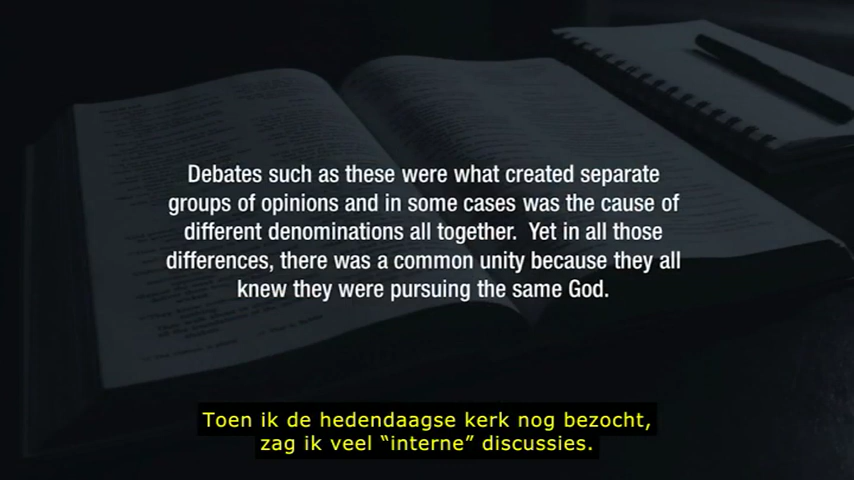 Debates such as these were what created separate
groups of opinions and in some cases was the cause of
different denominations all together.  Yet in all those
differences, there was a common unity because they all
knew they were pursuing the same God.
Toen ik de hedendaagse kerk nog bezocht,
zag ik veel “interne” discussies.